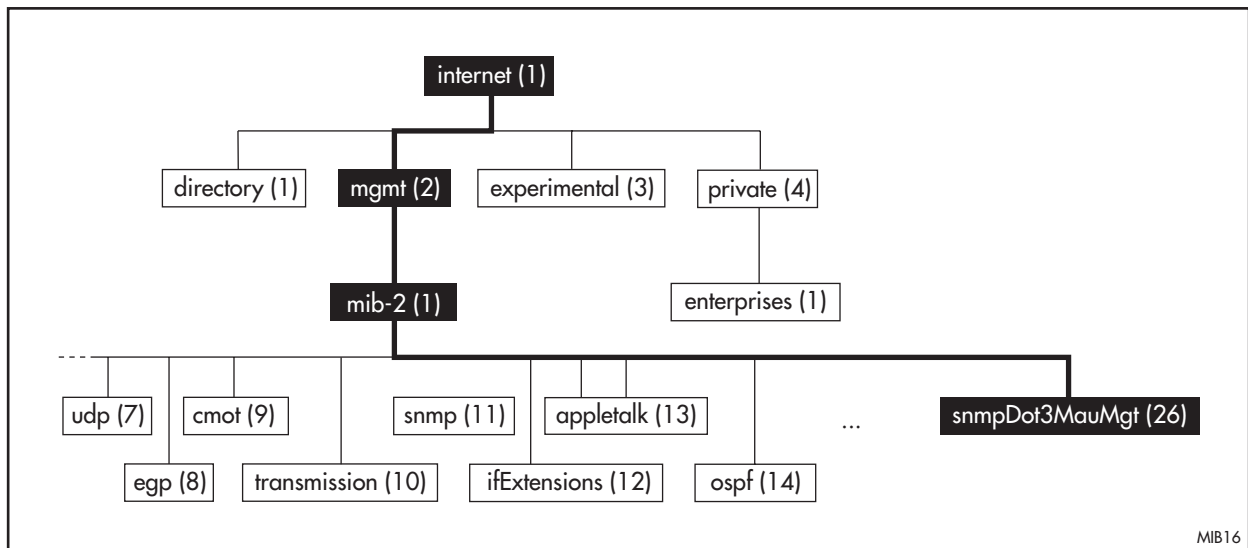 internet (1)
directory (1) mgmt (2) experimental (3) private (4)
mib-2 (1) enterprises (1)
udp (7) cmot (9) snmp (11) appletalk (13) ... snmpDot3MauMgt (26)
egp (8) transmission (10) ifExtensions (12) ospf (14)
MIB16